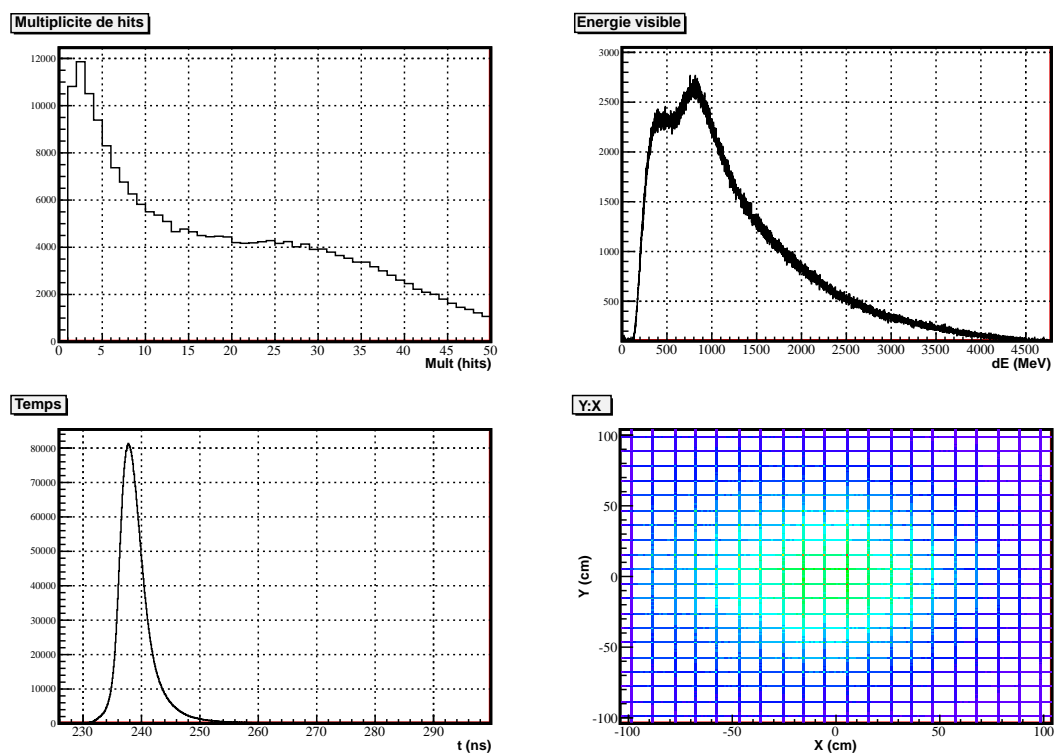 Multiplicite de hits
12000
10000
8000
6000
4000
2000
0
0 5 10 15 20 25 30 35 40 45 50
Mult (hits)
Energie visible
3000
2500
2000
1500
1000
500
0 500 1000 1500 2000 2500 3000 3500 4000 4500
dE (MeV)
Temps
80000
70000
60000
50000
40000
30000
20000
10000
0
230 240 250 260 270 280 290
t (ns)
Y:X
Y (cm)
100
50
0
-50
-100
-100 -50 0 50 100
X (cm)